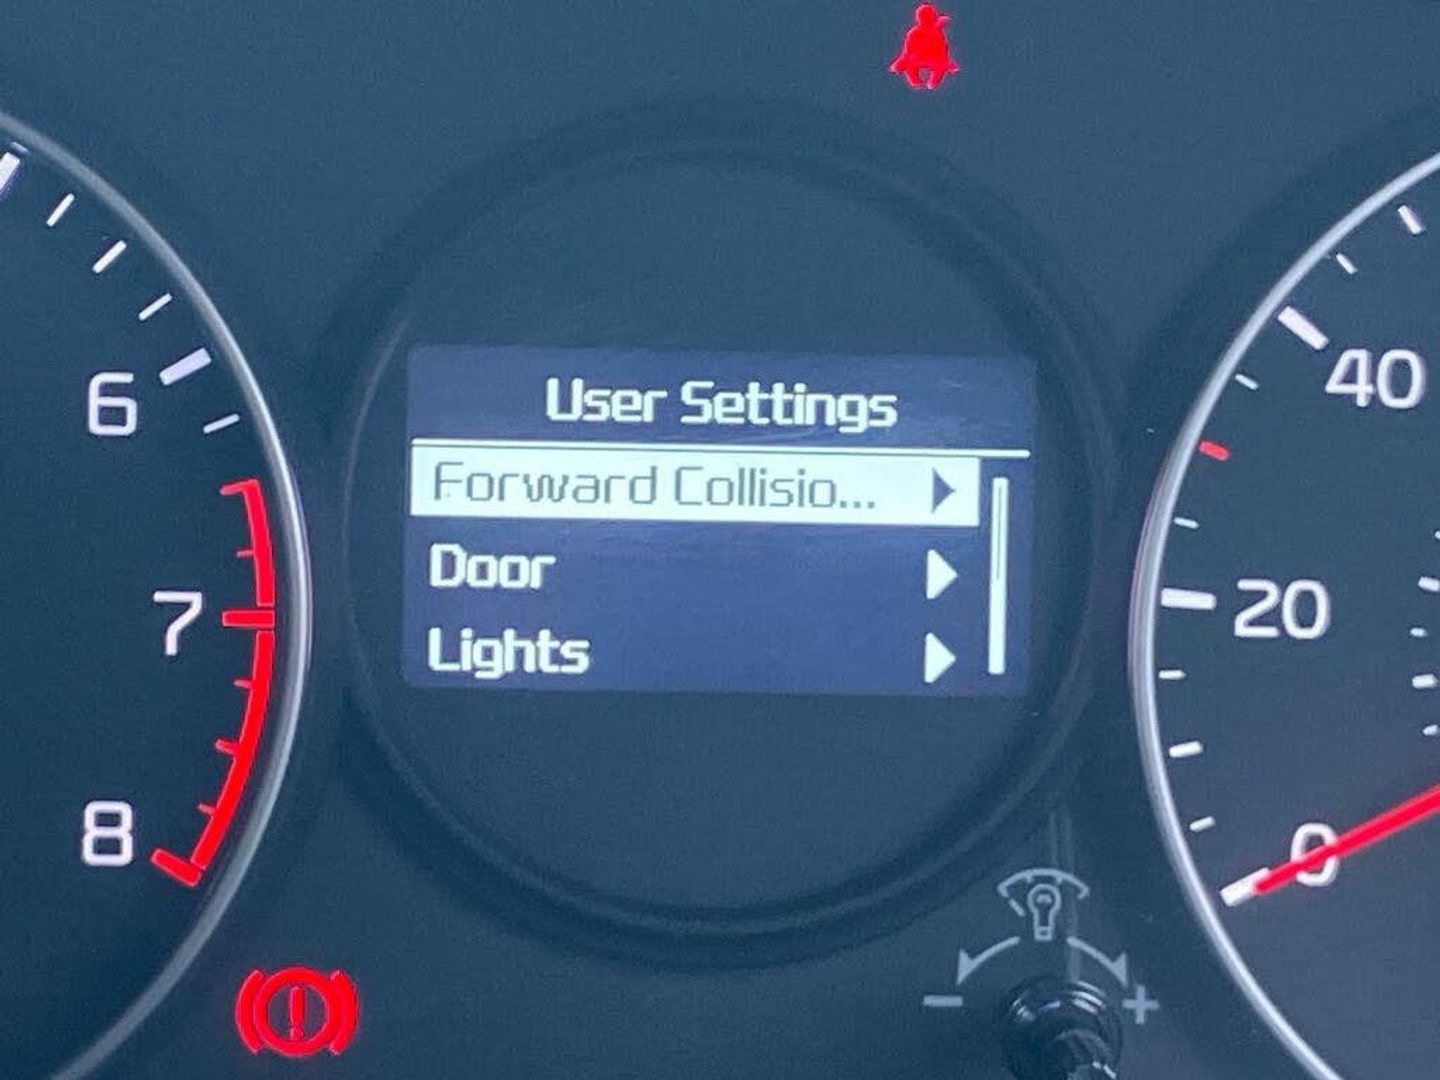 User Settings
Forward Collisio...
Door
Lights
6
7
8
40
20
0
- +